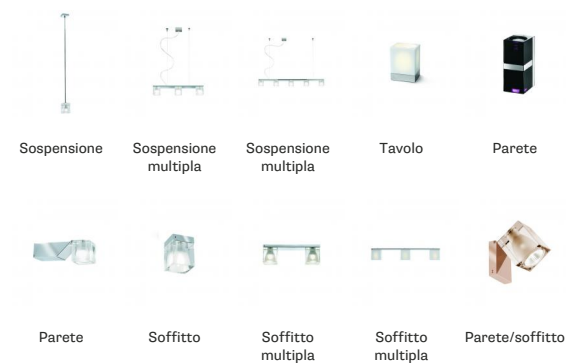 Sospensione
Sospensione
multipla
Sospensione
multipla
Tavolo
Parete
Parete
Soffitto
Soffitto
multipla
Soffitto
multipla
Parete/soffitto